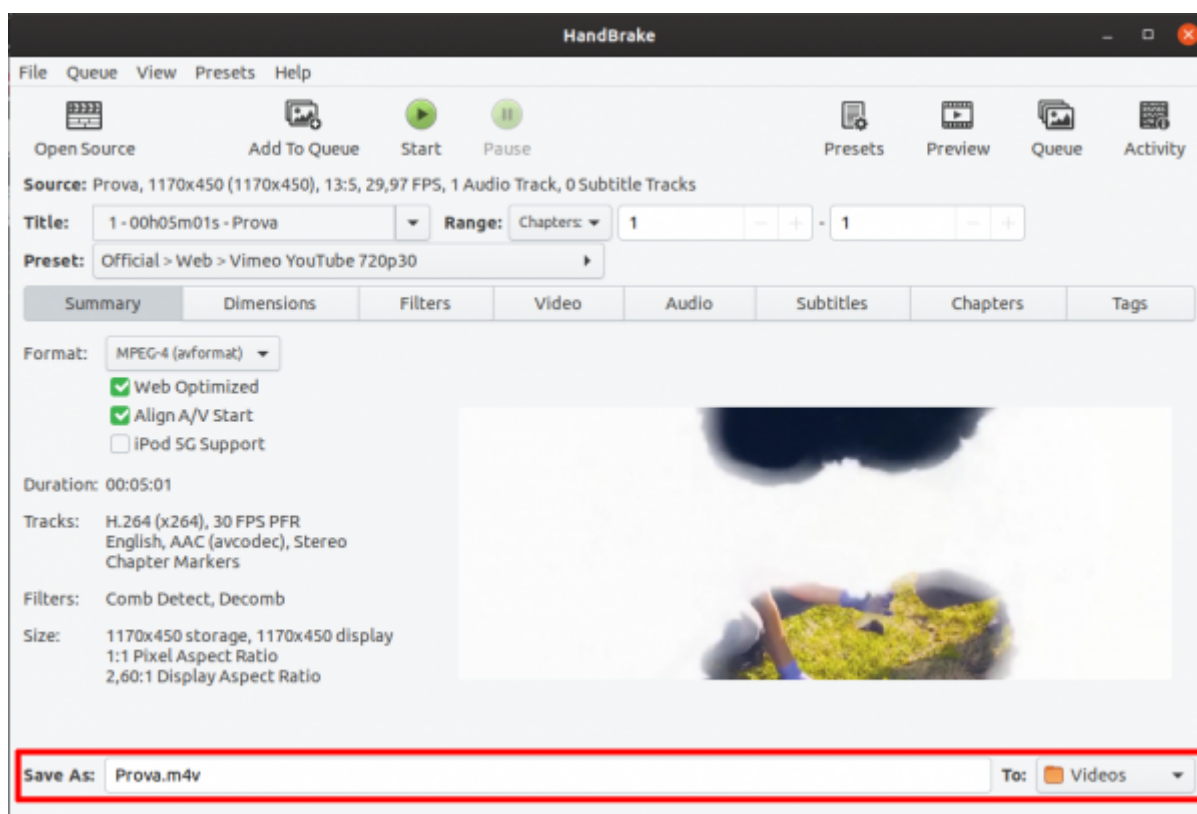 HandBrake
File Queue View Presets Help
Open Source Add To Queue Start Pause Presets Preview Queue Activity
Source: Prova, 1170x450 (1170x450), 13:5, 29,97 FPS, 1 Audio Track, 0 Subtitle Tracks
Title: 1 - 00h05m01s - Prova Range: Chapters: 1 - + - 1 - +
Preset: Official > Web > Vimeo YouTube 720p30
Summary Dimensions Filters Video Audio Subtitles Chapters Tags
Format: MPEG-4 (avformat)
Web Optimized
Align A/V Start
iPod 5G Support
Duration: 00:05:01
Tracks: H.264 (x264), 30 FPS PFR
English, AAC (avcodec), Stereo
Chapter Markers
Filters: Comb Detect, Decomb
Size: 1170x450 storage, 1170x450 display
1:1 Pixel Aspect Ratio
2,60:1 Display Aspect Ratio
Save As: Prova.m4v To: Videos